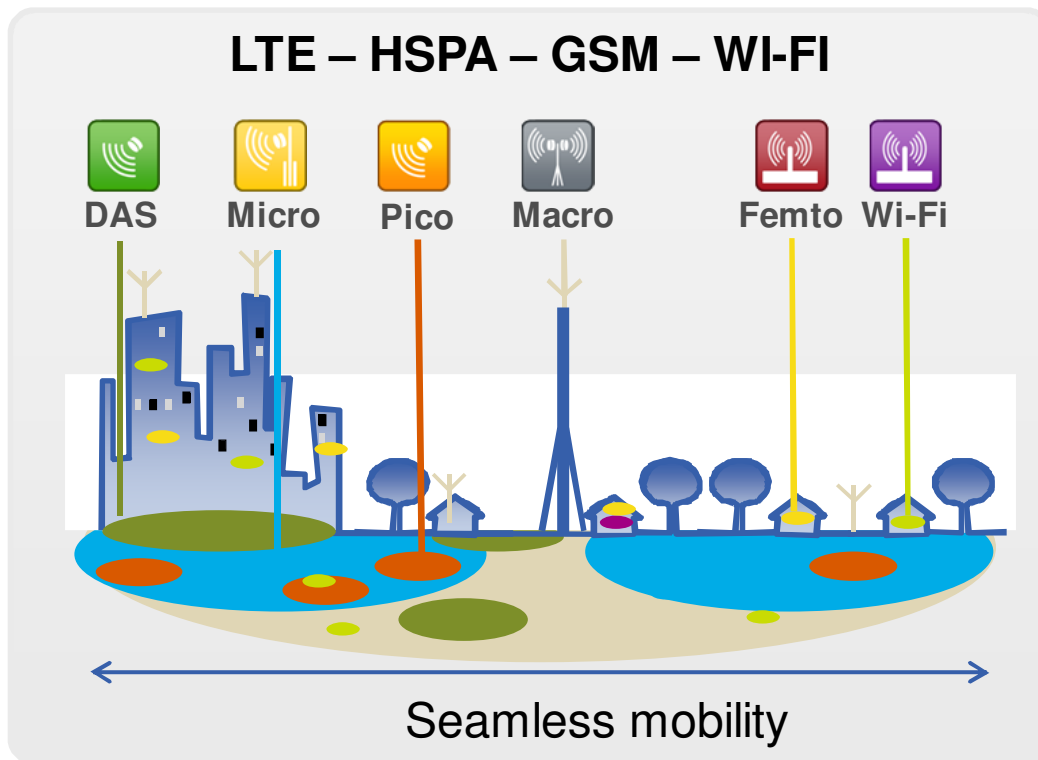 LTE – HSPA – GSM – WI-FI
DAS Micro Pico Macro Femto Wi-Fi
Seamless mobility